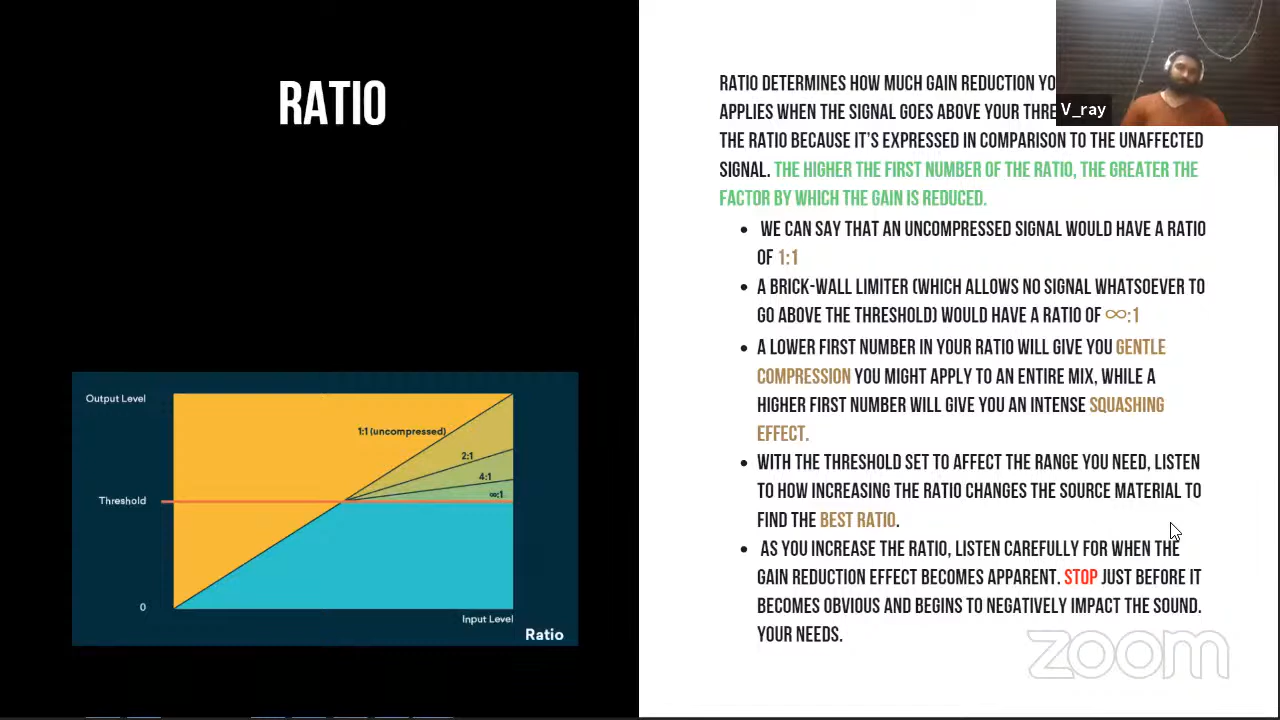 RATIO
RATIO DETERMINES HOW MUCH GAIN REDUCTION
APPLIES WHEN THE SIGNAL GOES ABOVE YOUR
THE RATIO BECAUSE IT'S EXPRESSED IN COMPARISON TO THE UNAFFECTED
SIGNAL. THE HIGHER THE FIRST NUMBER OF THE RATIO, THE GREATER THE
FACTOR BY WHICH THE GAIN IS REDUCED.
• WE CAN SAY THAT AN UNCOMPRESSED SIGNAL WOULD HAVE A RATIO
OF 1:1
• A BRICK-WALL LIMITER (WHICH ALLOWS NO SIGNAL WHATSOEVER TO
GO ABOVE THE THRESHOLD) WOULD HAVE A RATIO OF ∞:1
• A LOWER FIRST NUMBER IN YOUR RATIO WILL GIVE YOU GENTLE
COMPRESSION YOU MIGHT APPLY TO AN ENTIRE MIX, WHILE A
HIGHER FIRST NUMBER WILL GIVE YOU AN INTENSE SQUASHING
EFFECT.
• WITH THE THRESHOLD SET TO AFFECT THE RANGE YOU NEED, LISTEN
TO HOW INCREASING THE RATIO CHANGES THE SOURCE MATERIAL TO
FIND THE BEST RATIO.
• AS YOU INCREASE THE RATIO, LISTEN CAREFULLY FOR WHEN THE
GAIN REDUCTION EFFECT BECOMES APPARENT. STOP JUST BEFORE IT
BECOMES OBVIOUS AND BEGINS TO NEGATIVELY IMPACT THE SOUND.
YOUR NEEDS.
V_ray
Output Level
1:1 (uncompressed)
2:1
4:1
∞:1
Threshold
0
Input Level
Ratio
zoom